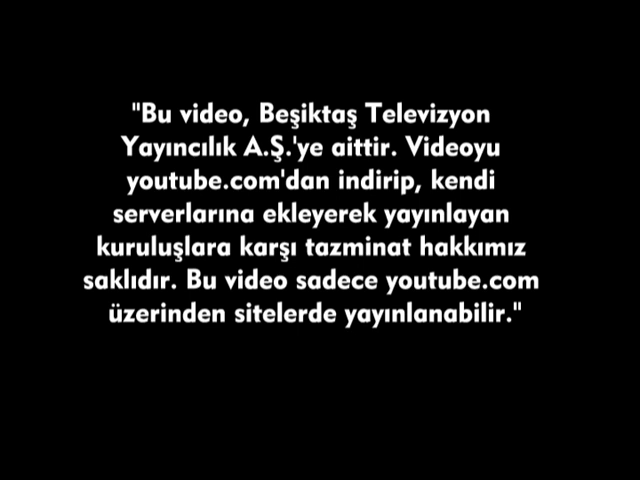 "Bu video, Beşiktaş Televizyon
Yayıncılık A.Ş.'ye aittir. Videoyu
youtube.com'dan indirip, kendi
serverlarına ekleyerek yayınlayan
kuruluşlara karşı tazminat hakkımız
saklıdır. Bu video sadece youtube.com
üzerinden sitelerde yayınlanabilir."